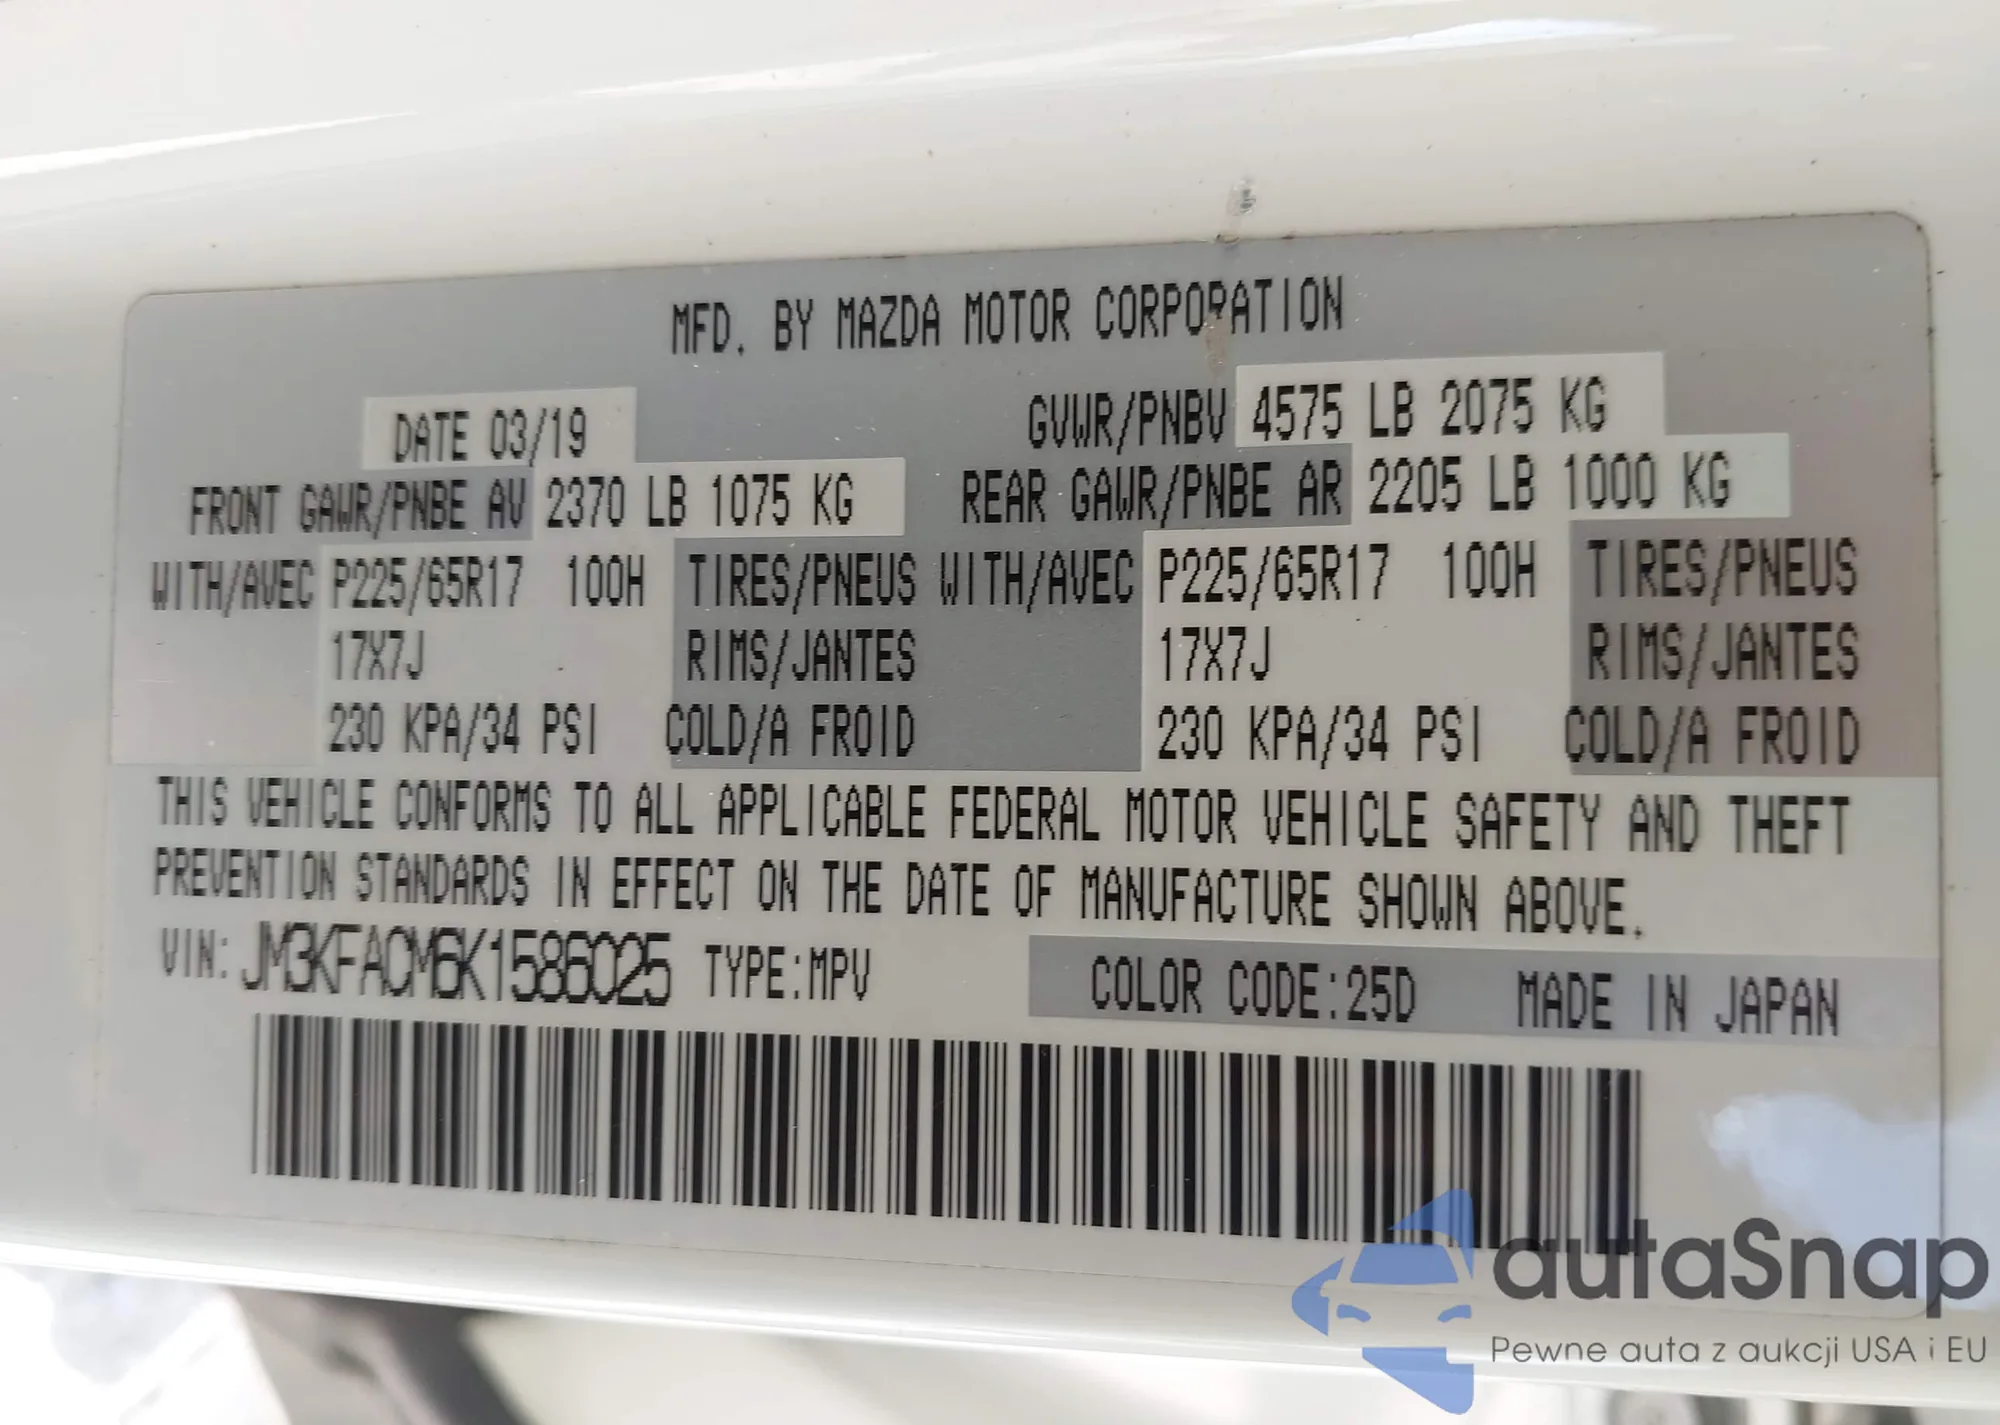 MFD. BY MAZDA MOTOR CORPORATION
DATE 03/19 GVWR/PNBV 4575 LB 2075 KG
FRONT GAWR/PNBE AV 2370 LB 1075 KG REAR GAWR/PNBE AR 2205 LB 1000 KG
WITH/AVEC P225/65R17 100H TIRES/PNEUS WITH/AVEC P225/65R17 100H TIRES/PNEUS
17X7J RIMS/JANTES 17X7J RIMS/JANTES
230 KPA/34 PSI COLD/A FROID 230 KPA/34 PSI COLD/A FROID
THIS VEHICLE CONFORMS TO ALL APPLICABLE FEDERAL MOTOR VEHICLE SAFETY AND THEFT
PREVENTION STANDARDS IN EFFECT ON THE DATE OF MANUFACTURE SHOWN ABOVE.
VIN: JM3KFACM6K1586025 TYPE:MPV COLOR CODE:25D MADE IN JAPAN
autaSnap
Pewne auta z aukcji USA i EU